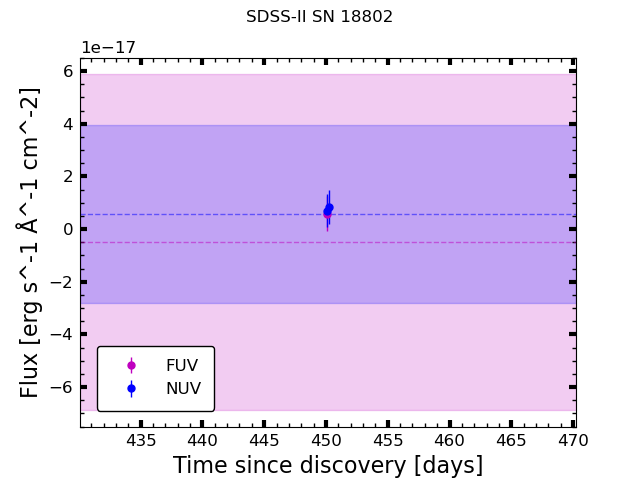 SDSS-II SN 18802
1e−17
6
4
2
0
−2
−4
−6
Flux [erg s^-1 Å^-1 cm^-2]
FUV
NUV
435 440 445 450 455 460 465 470
Time since discovery [days]